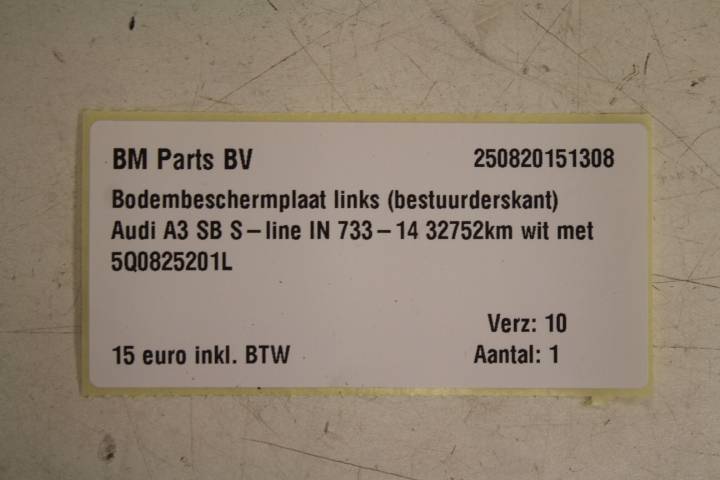 BM Parts BV 250820151308
Bodembeschermplaat links (bestuurderskant)
Audi A3 SB S-line IN 733-14 32752km wit met
5Q0825201L
Verz: 10
15 euro inkl. BTW Aantal: 1